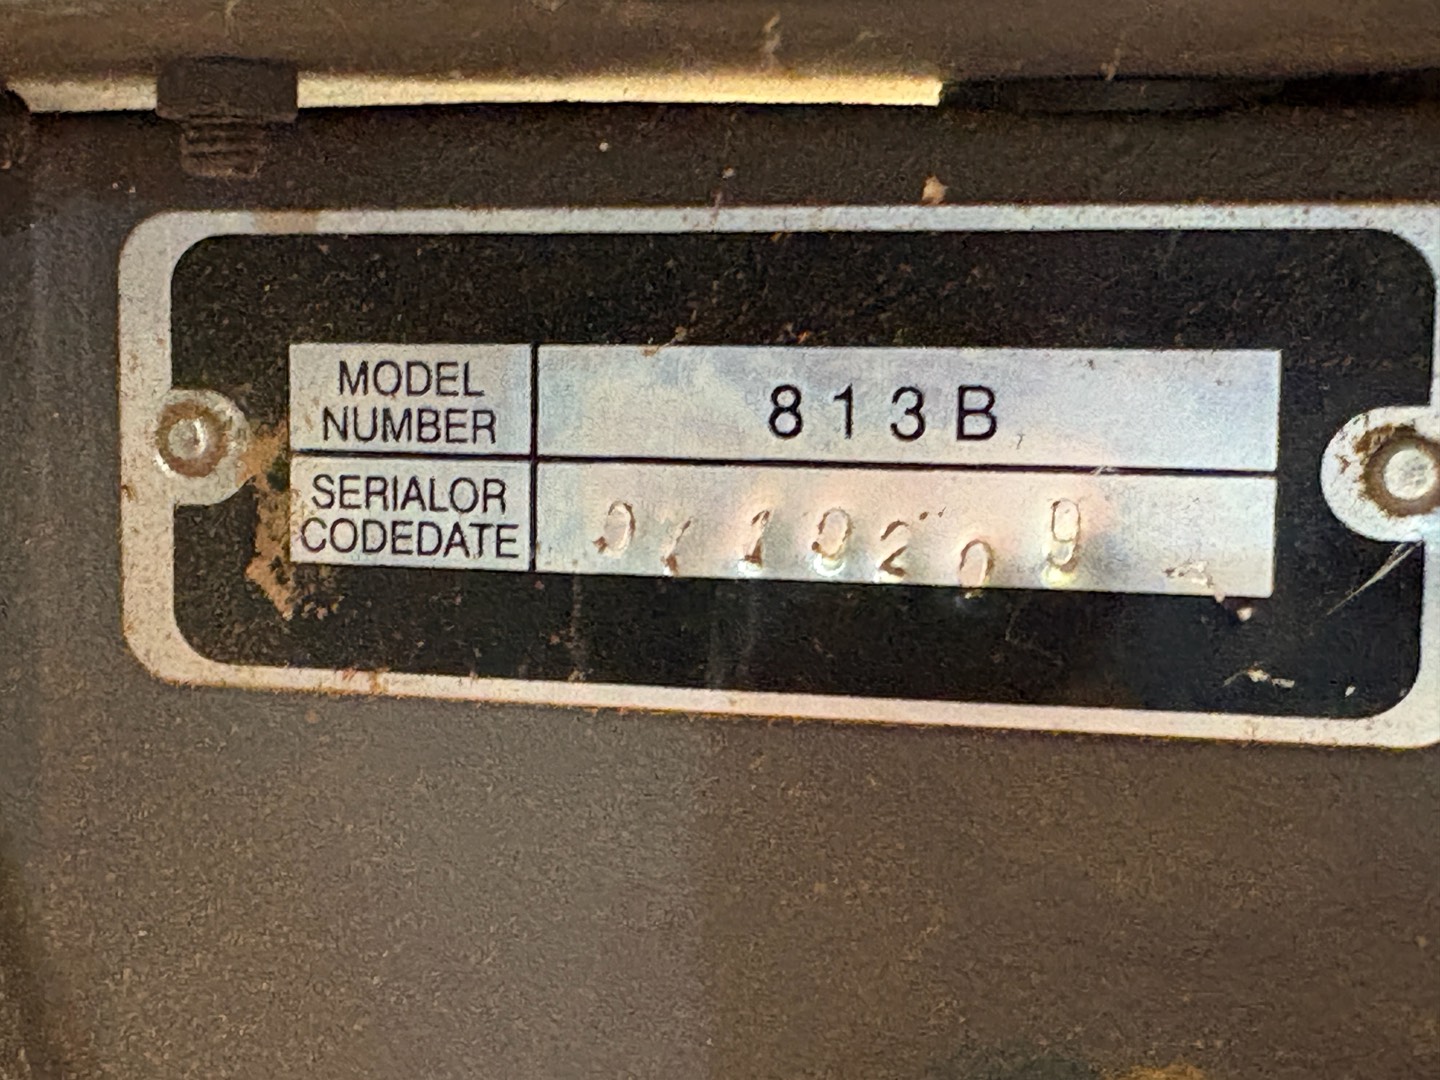 MODEL
NUMBER
813B
SERIALOR
CODEDATE